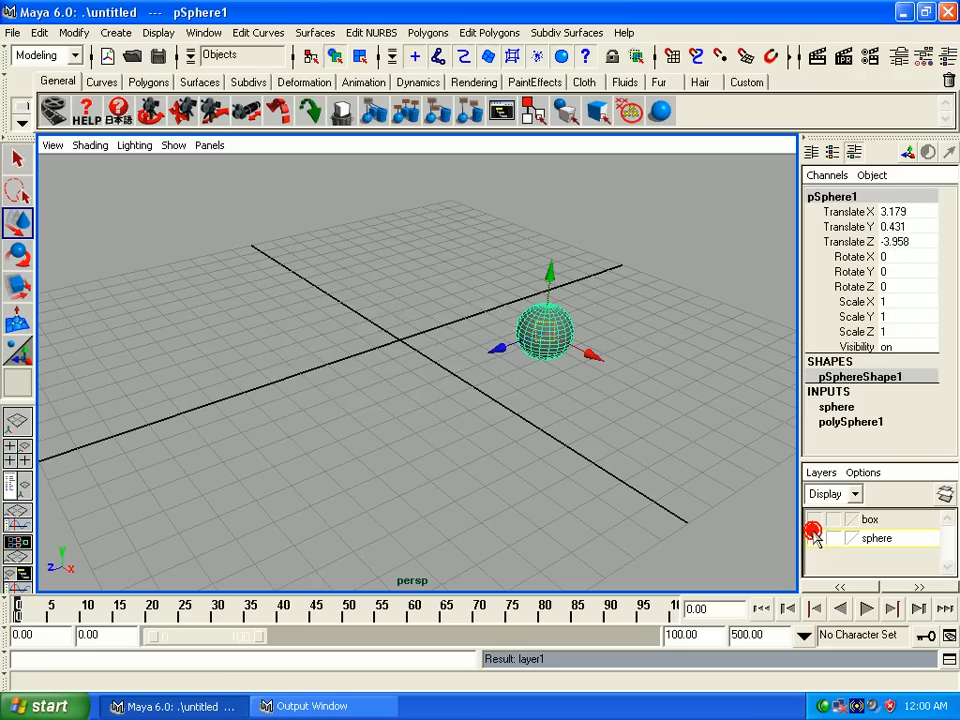 Maya 6.0: .\untitled --- pSphere1
File Edit Modify Create Display Window Edit Curves Surfaces Edit NURBS Polygons Edit Polygons Subdiv Surfaces Help
Modeling Objects
General Curves Polygons Surfaces Subdivs Deformation Animation Dynamics Rendering PaintEffects Cloth Fluids Fur Hair Custom
? HELP ? 日本語
View Shading Lighting Show Panels
Channels Object
pSphere1
Translate X 3.179
Translate Y 0.431
Translate Z -3.958
Rotate X 0
Rotate Y 0
Rotate Z 0
Scale X 1
Scale Y 1
Scale Z 1
Visibility on
SHAPES
pSphereShape1
INPUTS
sphere
polySphere1
Layers Options
Display
box
sphere
<< >>
y
z x
persp
5 10 15 20 25 30 35 40 45 50 55 60 65 70 75 80 85 90 95 10 0.00
0.00 0.00 0 100 100.00 500.00 No Character Set
Result: layer1
start Maya 6.0: .\untitled ... Output Window 12:00 AM